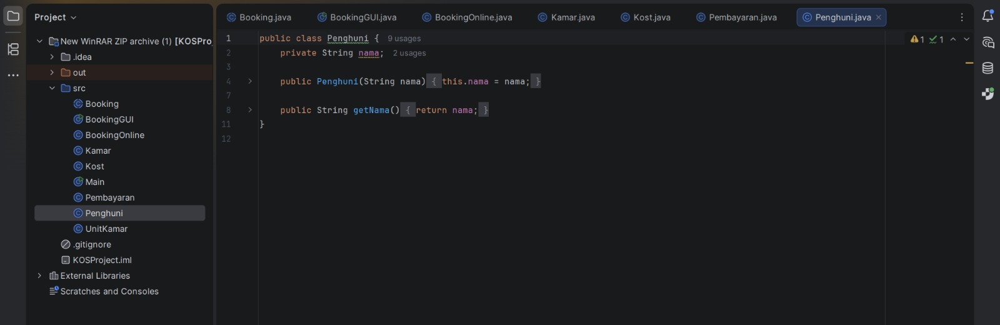 Project
New WinRAR ZIP archive (1) [KOSProj
.idea
out
src
Booking
BookingGUI
BookingOnline
Kamar
Kost
Main
Pembayaran
Penghuni
UnitKamar
.gitignore
KOSProject.iml
External Libraries
Scratches and Consoles
Booking.java BookingGUI.java BookingOnline.java Kamar.java Kost.java Pembayaran.java Penghuni.java
1 public class Penghuni { 9 usages
2 private String nama; 2 usages
3
4 public Penghuni(String nama) { this.nama = nama; }
7
8 public String getNama() { return nama; }
11 }
12
1 1